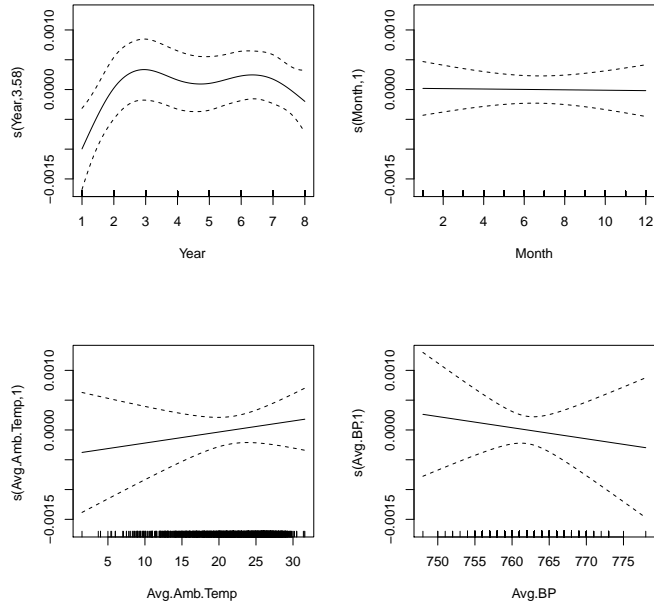 s(Year,3.58)
0.0010
0.0000
−0.0015
1 2 3 4 5 6 7 8
Year
s(Month,1)
0.0010
0.0000
−0.0015
2 4 6 8 10 12
Month
s(Avg.Amb.Temp,1)
0.0010
0.0000
−0.0015
5 10 15 20 25 30
Avg.Amb.Temp
s(Avg.BP,1)
0.0010
0.0000
−0.0015
750 755 760 765 770 775
Avg.BP